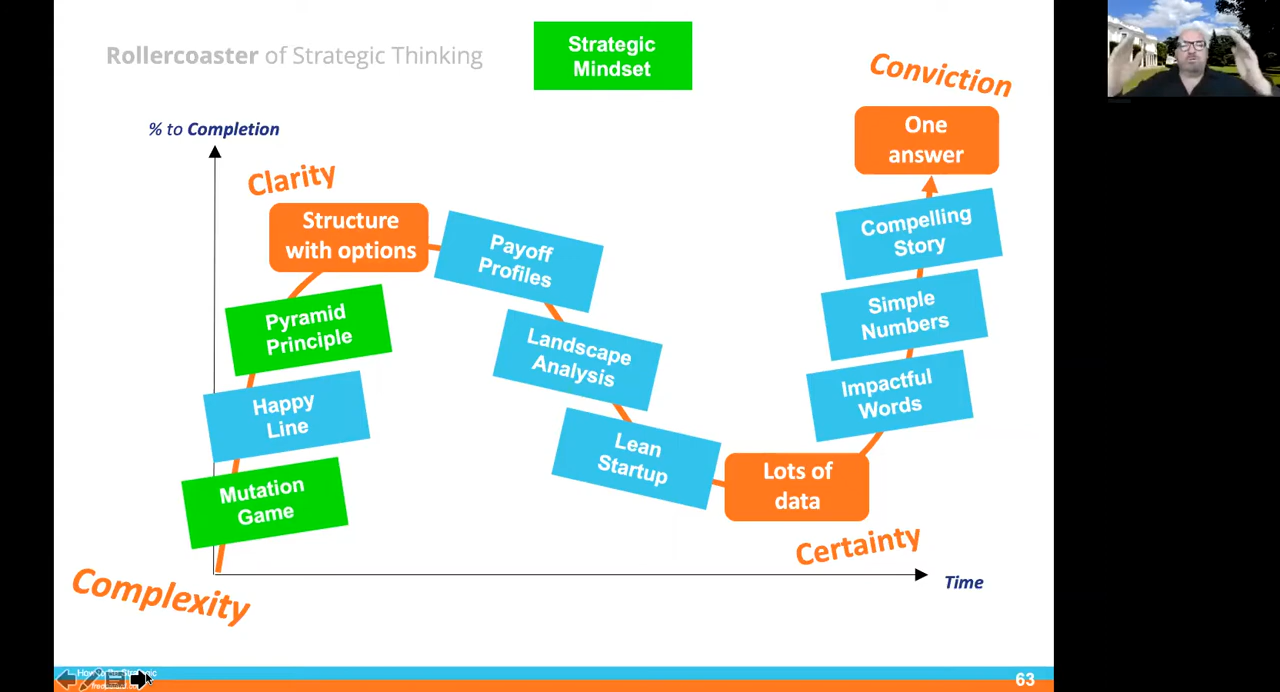 Rollercoaster of Strategic Thinking
Strategic
Mindset
Conviction
One
answer
% to Completion
Clarity
Structure
with options
Payoff
Profiles
Compelling
Story
Pyramid
Principle
Landscape
Analysis
Simple
Numbers
Happy
Line
Impactful
Words
Lean
Startup
Lots of
data
Mutation
Game
Certainty
Complexity
Time
63